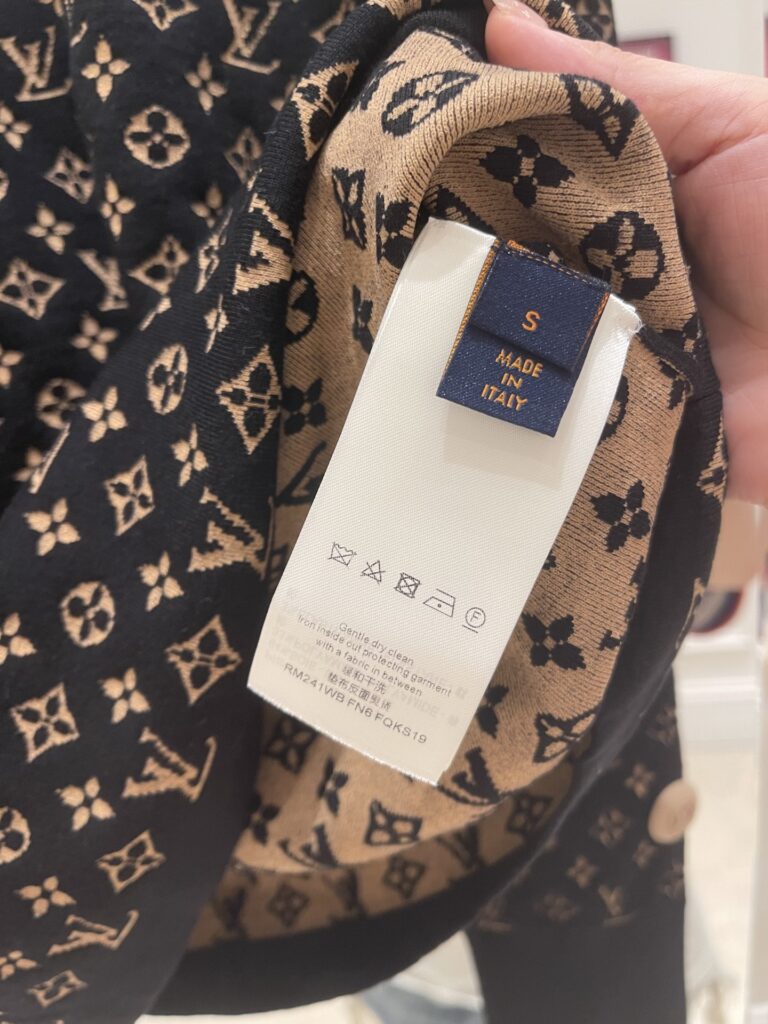 S
MADE
IN
ITALY
F
Gentle dry clean
Iron inside out protecting garment
with a fabric in between
缓和干洗
垫布反面熨烫
RM241WB FN6 FQKS19